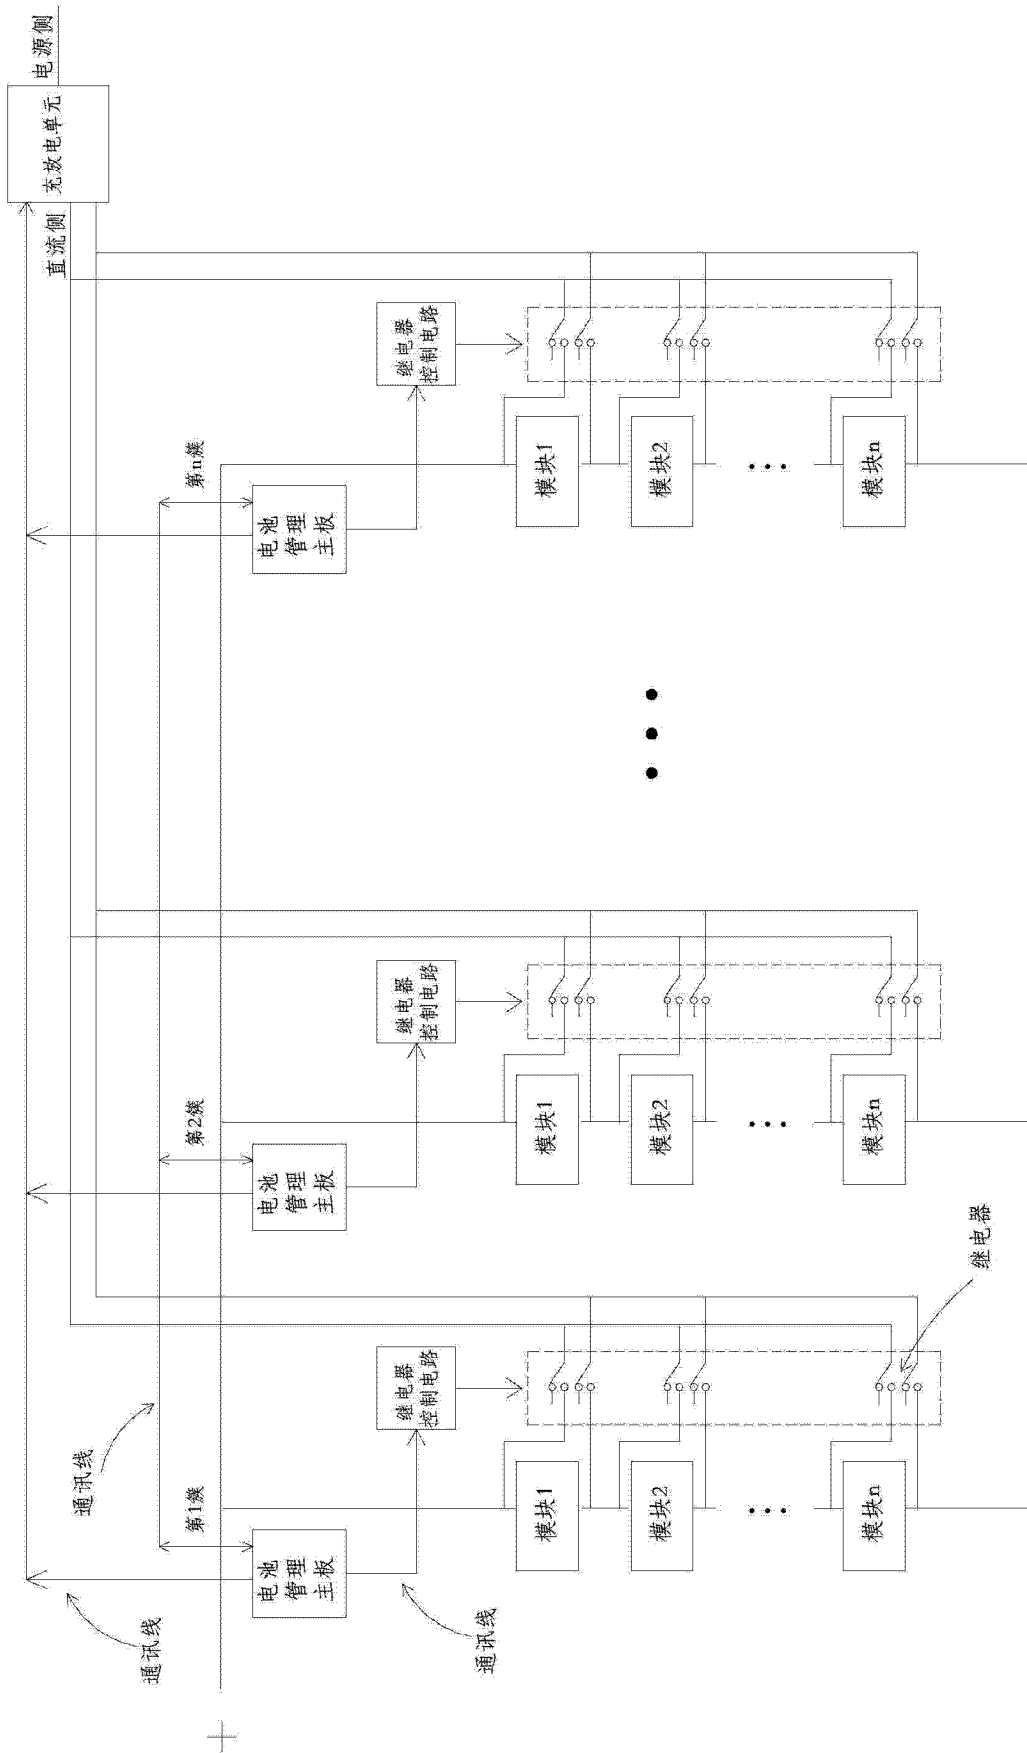 电源侧
充放电单元
直流侧
继电器
控制电路
第n簇
电池
管理
主板
模块1
模块2
模块n
继电器
控制电路
第2簇
电池
管理
主板
模块1
模块2
模块n
继电器
继电器
控制电路
通讯线
第1簇
电池
管理
主板
模块1
模块2
模块n
通讯线
通讯线
+